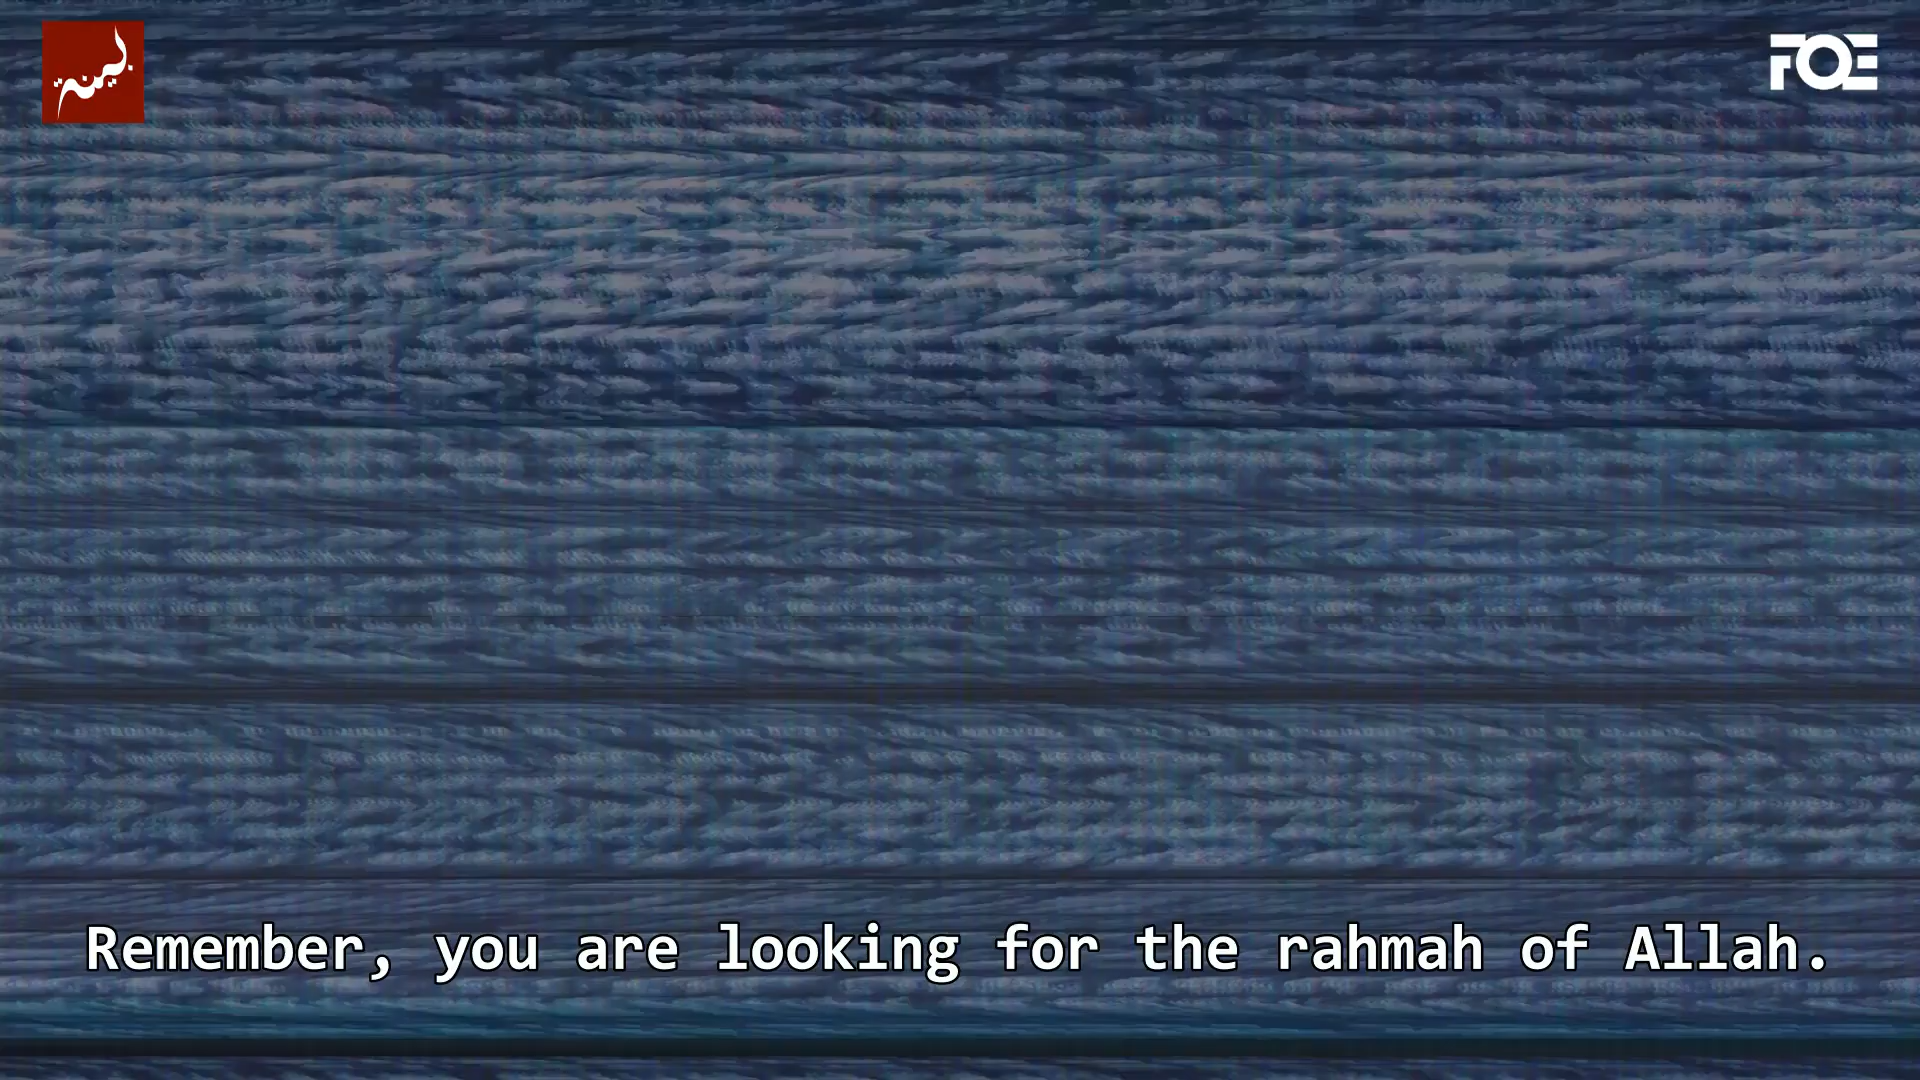 بينة
FOE
Remember, you are looking for the rahmah of Allah.